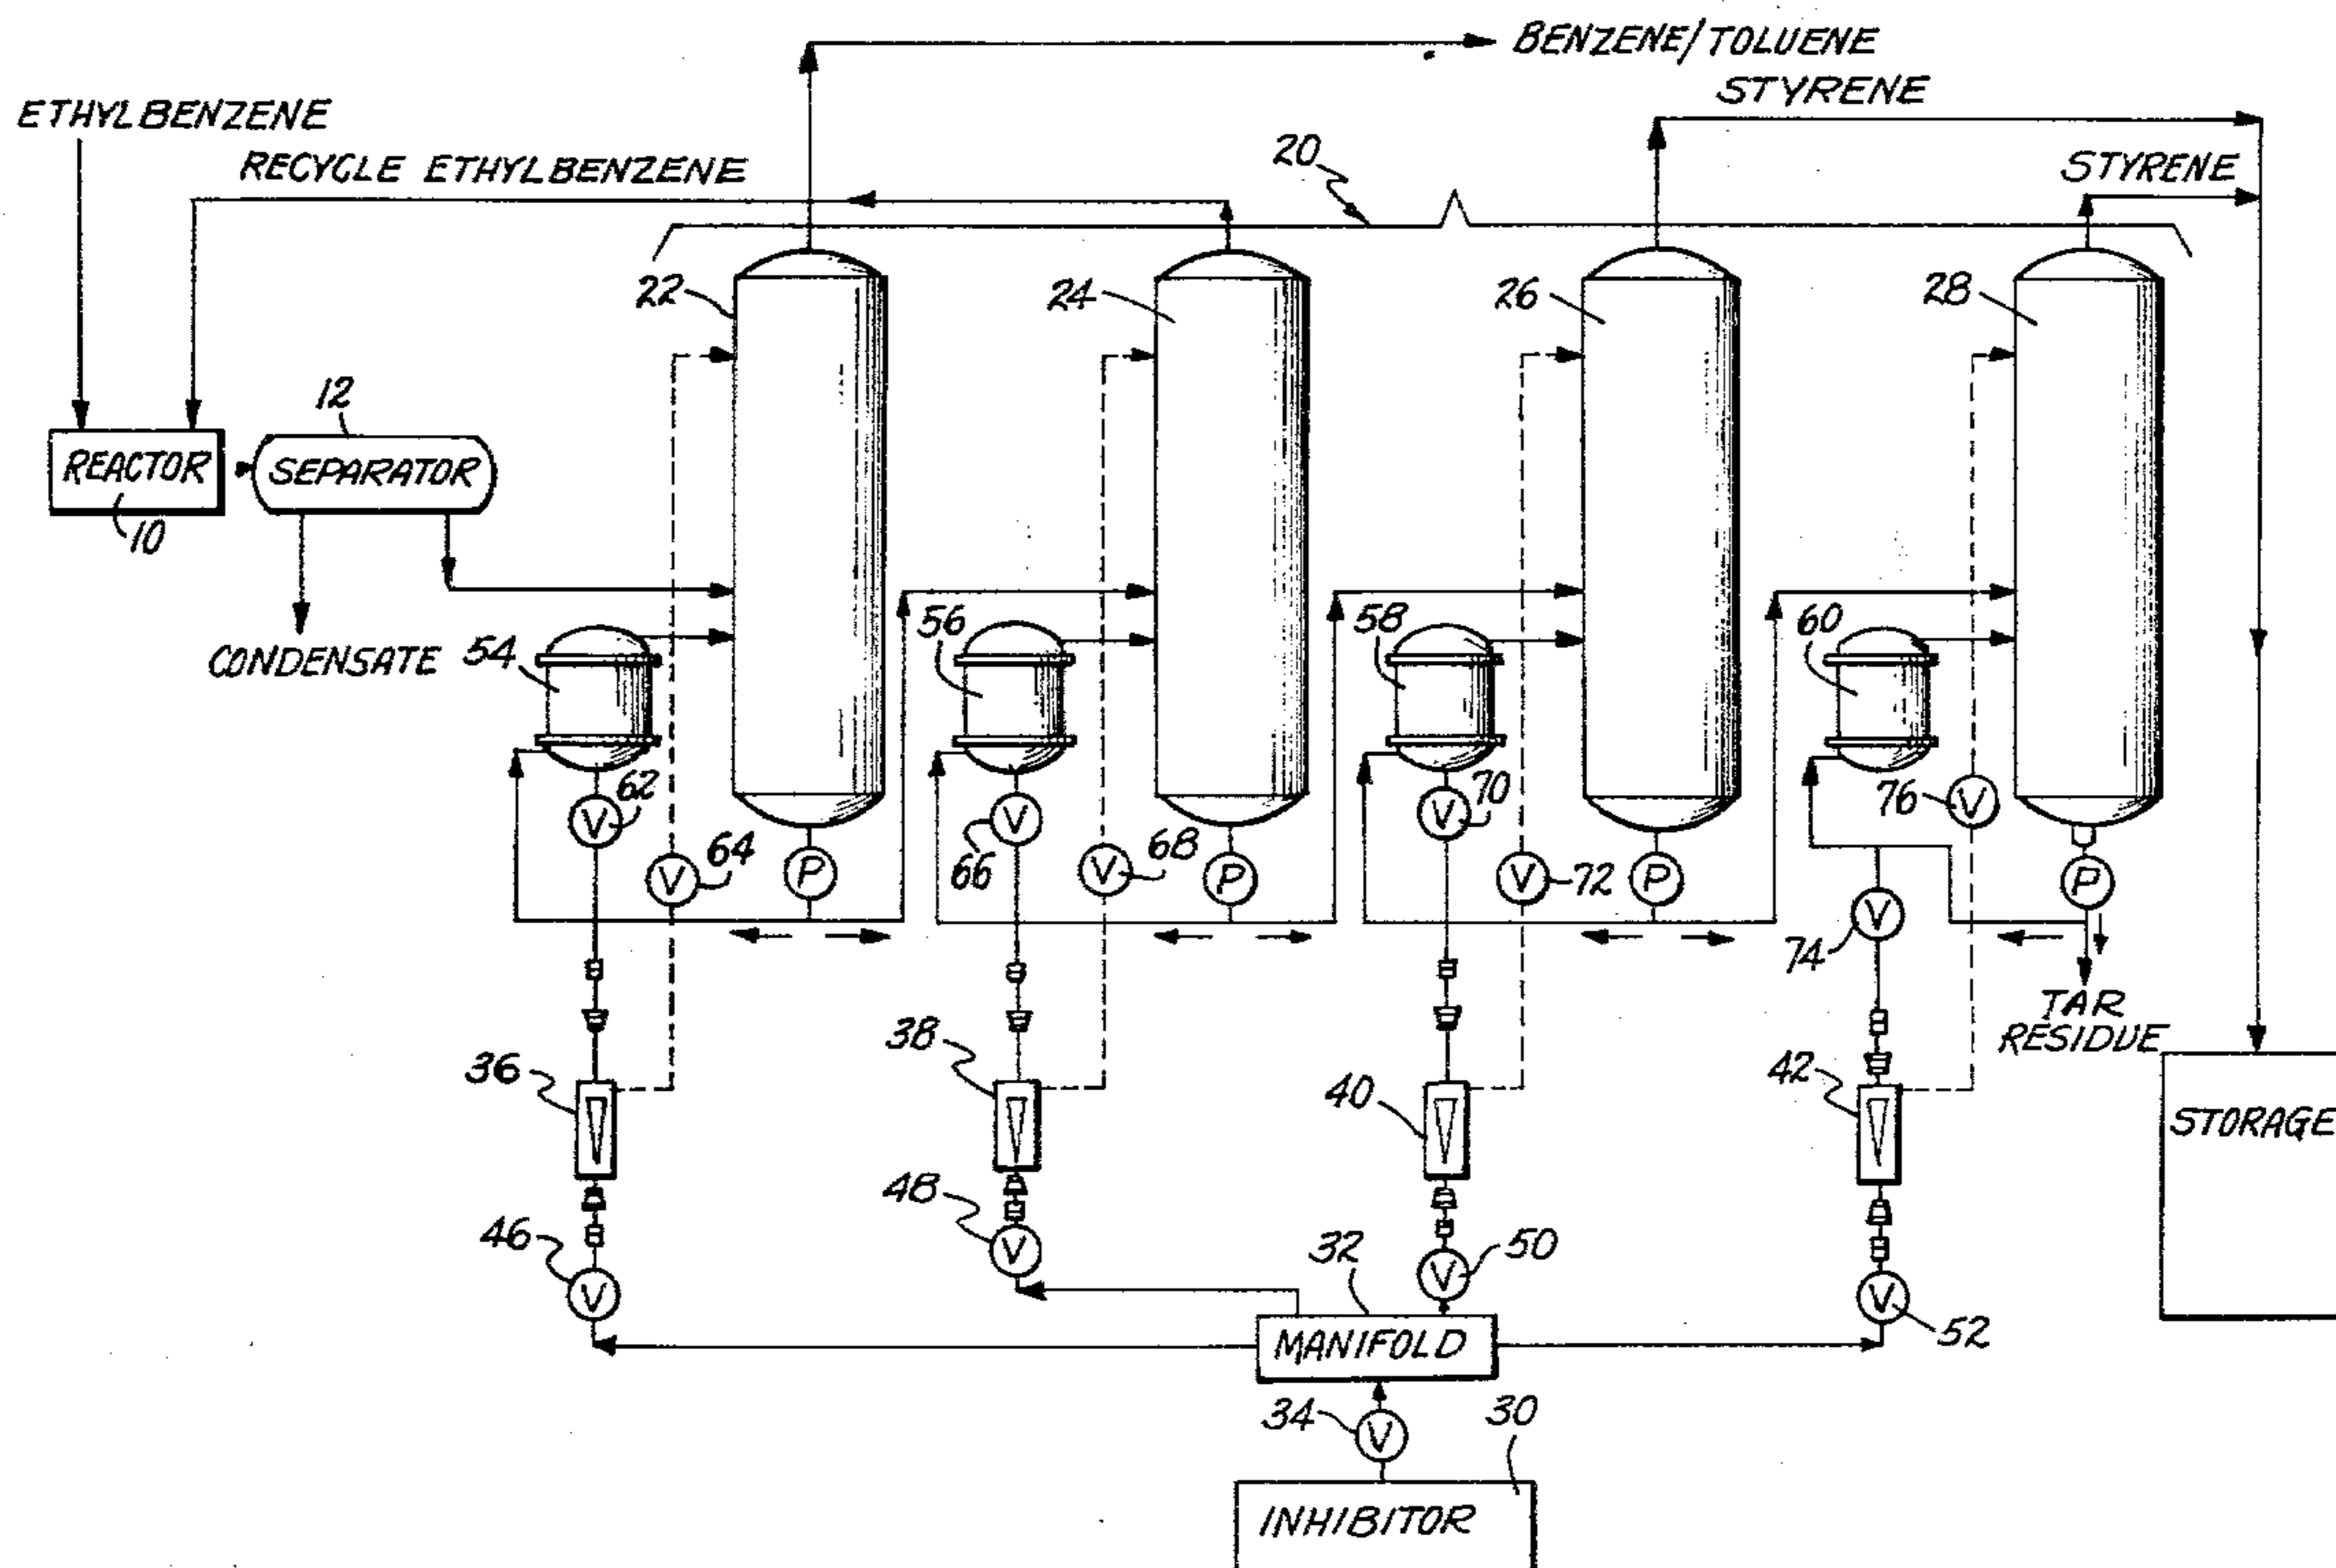 BENZENE/TOLUENE
STYRENE
ETHYLBENZENE
20
STYRENE
RECYCLE ETHYLBENZENE
22
24
26
28
12
REACTOR
SEPARATOR
10
CONDENSATE
54
56
58
60
62
64
66
68
70
72
74
76
V
V
V
V
V
V
V
V
P
P
P
P
TAR
RESIDUE
36
38
40
42
STORAGE
46
48
50
52
V
V
V
V
32
MANIFOLD
34
V
30
INHIBITOR